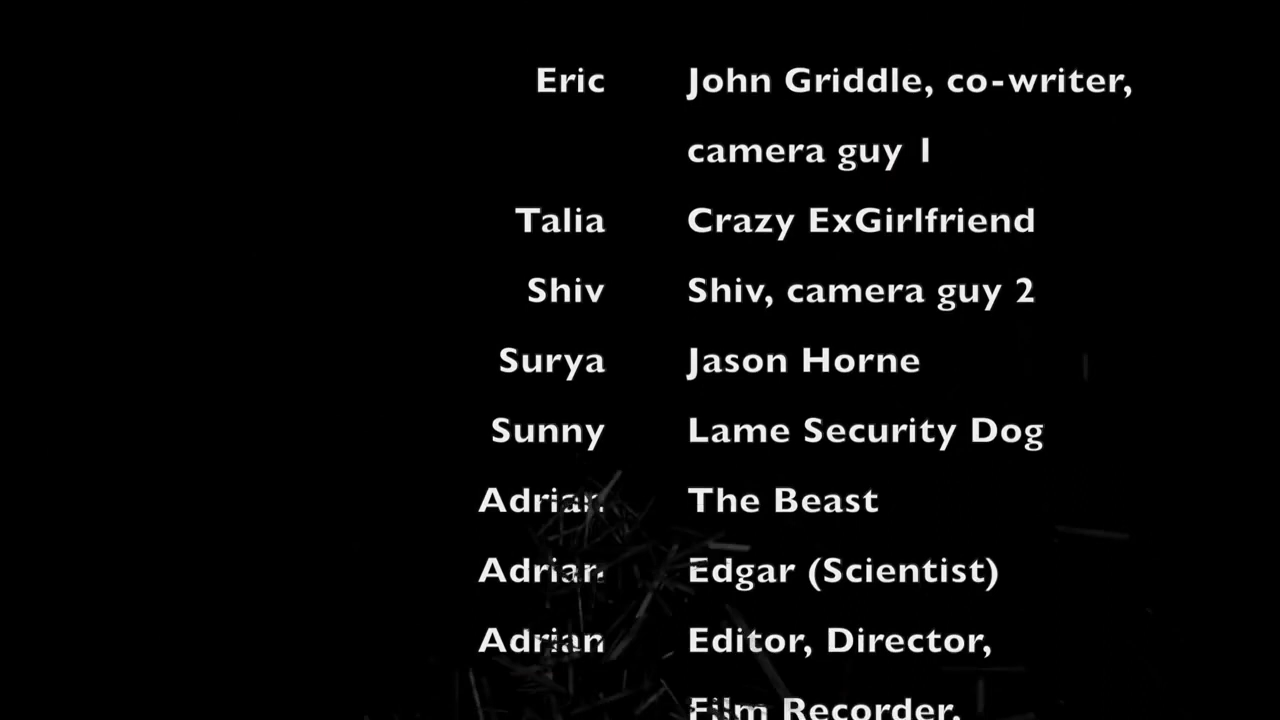 Eric John Griddle, co-writer,
camera guy 1
Talia Crazy ExGirlfriend
Shiv Shiv, camera guy 2
Surya Jason Horne
Sunny Lame Security Dog
Adrian The Beast
Adrian Edgar (Scientist)
Adrian Editor, Director,
Film Recorder,